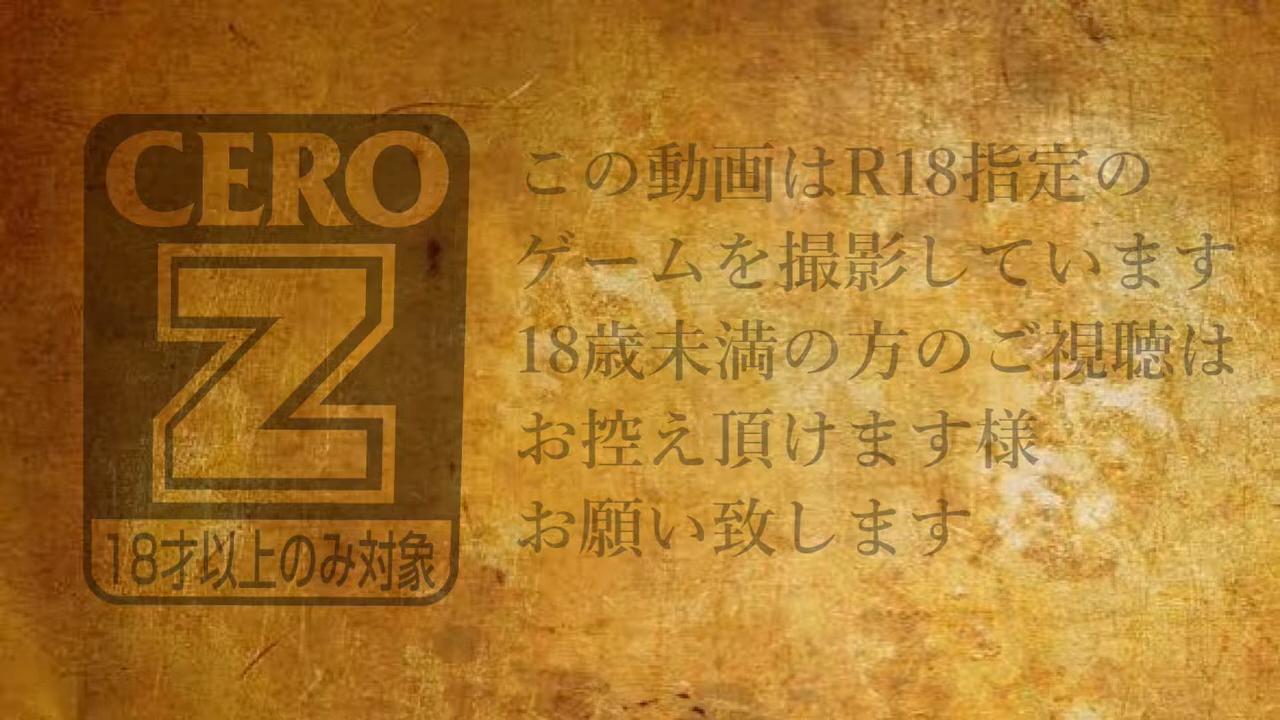 CERO
Z
18才以上のみ対象
この動画はR18指定の
ゲームを撮影しています
18歳未満の方のご視聴は
お控え頂けます様
お願い致します